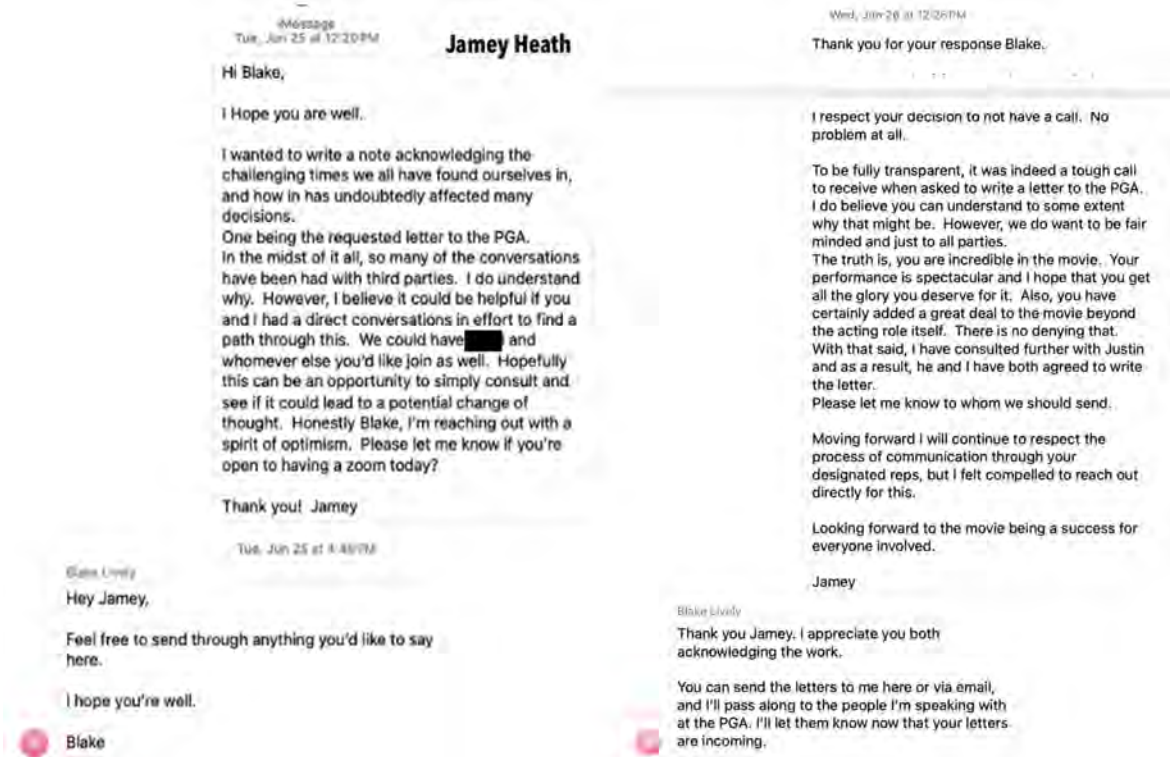 iMessage
Tue, Jun 25 at 12:20PM
Jamey Heath
Hi Blake,
I Hope you are well.
I wanted to write a note acknowledging the
challenging times we all have found ourselves in,
and how in has undoubtedly affected many
decisions.
One being the requested letter to the PGA.
In the midst of it all, so many of the conversations
have been had with third parties.  I do understand
why.  However, I believe it could be helpful if you
and I had a direct conversations in effort to find a
path through this.  We could have and
whomever else you'd like join as well.  Hopefully
this can be an opportunity to simply consult and
see if it could lead to a potential change of
thought.  Honestly Blake, I'm reaching out with a
spirit of optimism.  Please let me know if you're
open to having a zoom today?
Thank you!  Jamey
Tue, Jun 25 at 4:48PM
Blake Lively
Hey Jamey,
Feel free to send through anything you'd like to say
here.
I hope you're well.
Blake
Wed, Jun 26 at 12:26PM
Thank you for your response Blake.
I respect your decision to not have a call.  No
problem at all.
To be fully transparent, it was indeed a tough call
to receive when asked to write a letter to the PGA.
I do believe you can understand to some extent
why that might be.  However, we do want to be fair
minded and just to all parties.
The truth is, you are incredible in the movie.  Your
performance is spectacular and I hope that you get
all the glory you deserve for it.  Also, you have
certainly added a great deal to the movie beyond
the acting role itself.  There is no denying that.
With that said, I have consulted further with Justin
and as a result, he and I have both agreed to write
the letter.
Please let me know to whom we should send.
Moving forward I will continue to respect the
process of communication through your
designated reps, but I felt compelled to reach out
directly for this.
Looking forward to the movie being a success for
everyone involved.
Jamey
Blake Lively
Thank you Jamey. I appreciate you both
acknowledging the work.
You can send the letters to me here or via email,
and I'll pass along to the people I'm speaking with
at the PGA. I'll let them know now that your letters
are incoming.